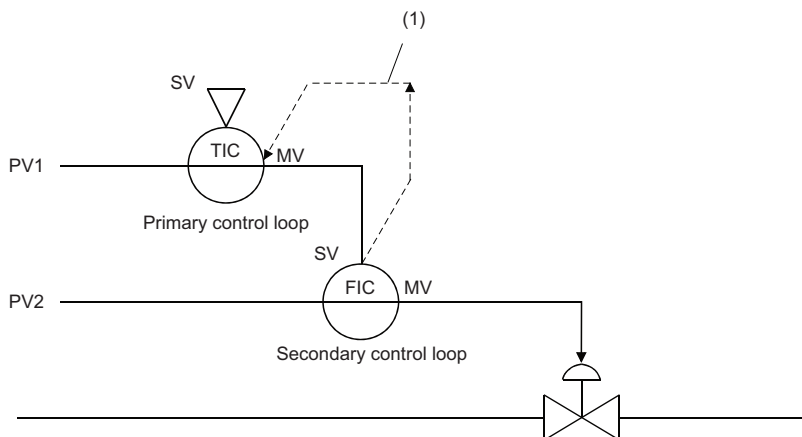 (1)
SV
TIC
PV1
MV
Primary control loop
SV
FIC
MV
PV2
Secondary control loop